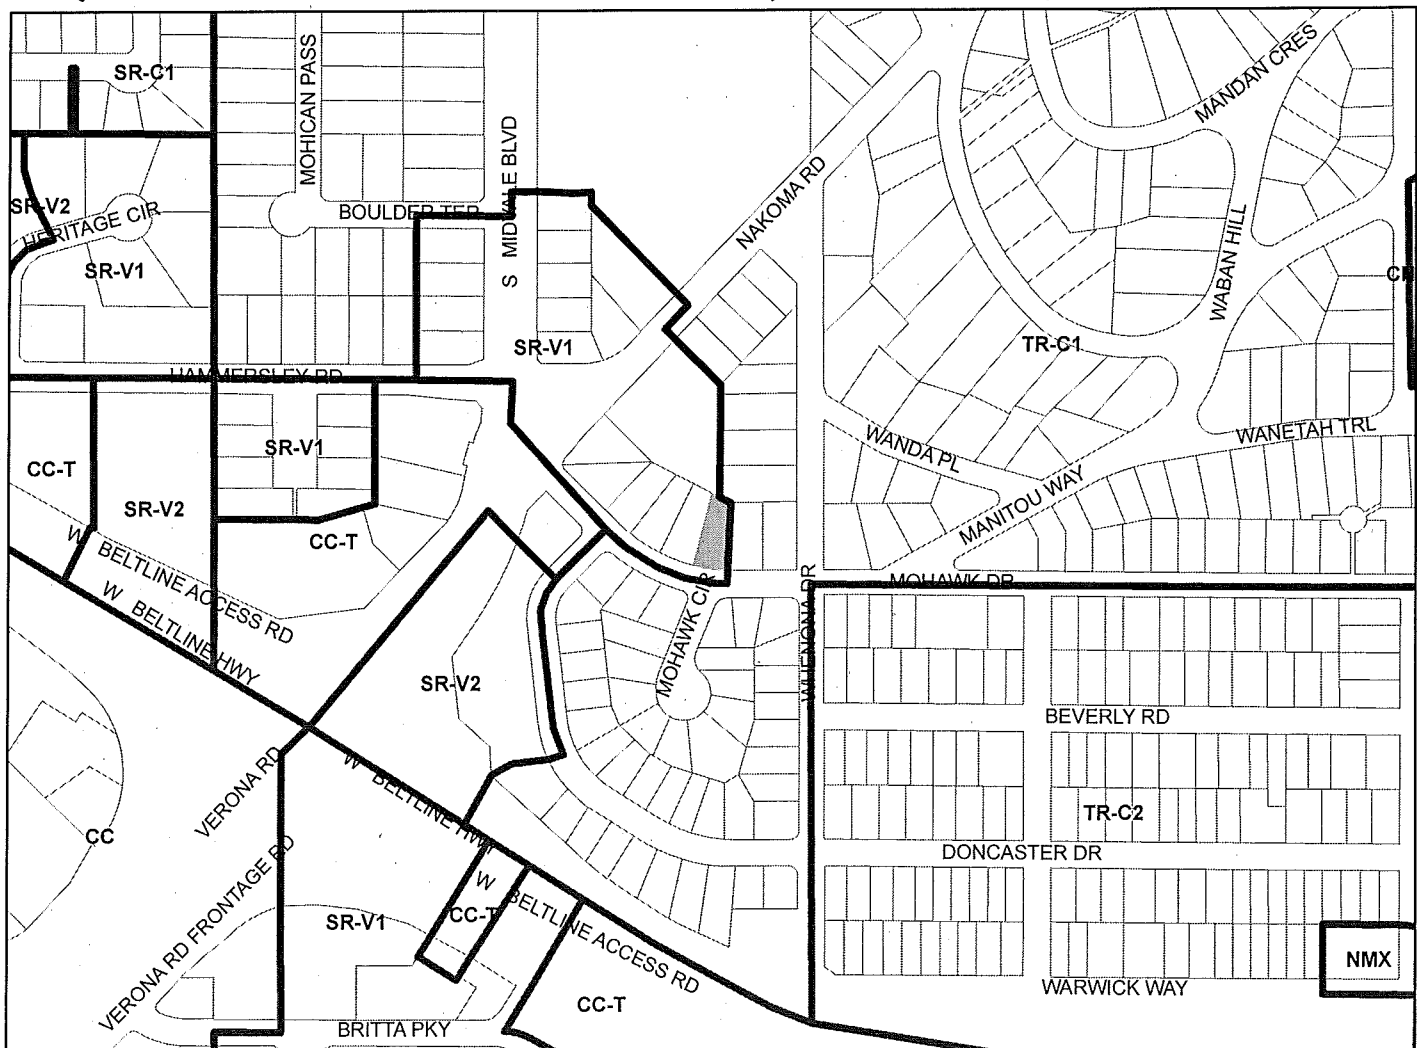 SR-C1
MOHICAN PASS
MANDAN CRES
S MIDVALE BLVD
NAKOMA RD
SR-V2
BOULDER TER
HERITAGE CIR
WABAN HILL
SR-V1
SR-V1
TR-C1
HAMMERSLEY RD
WANETAH TRL
WANDA PL
SR-V1
CC-T
SR-V2
MANITOU WAY
CC-T
W BELTLINE ACCESS RD
W BELTLINE HWY
MOHAWK DR
MOHAWK CIR
WHENONA DR
SR-V2
BEVERLY RD
VERONA RD
W BELTLINE HWY
TR-C2
CC
DONCASTER DR
VERONA RD FRONTAGE RD
W BELTLINE ACCESS RD
CC-T
SR-V1
NMX
WARWICK WAY
CC-T
BRITTA PKY